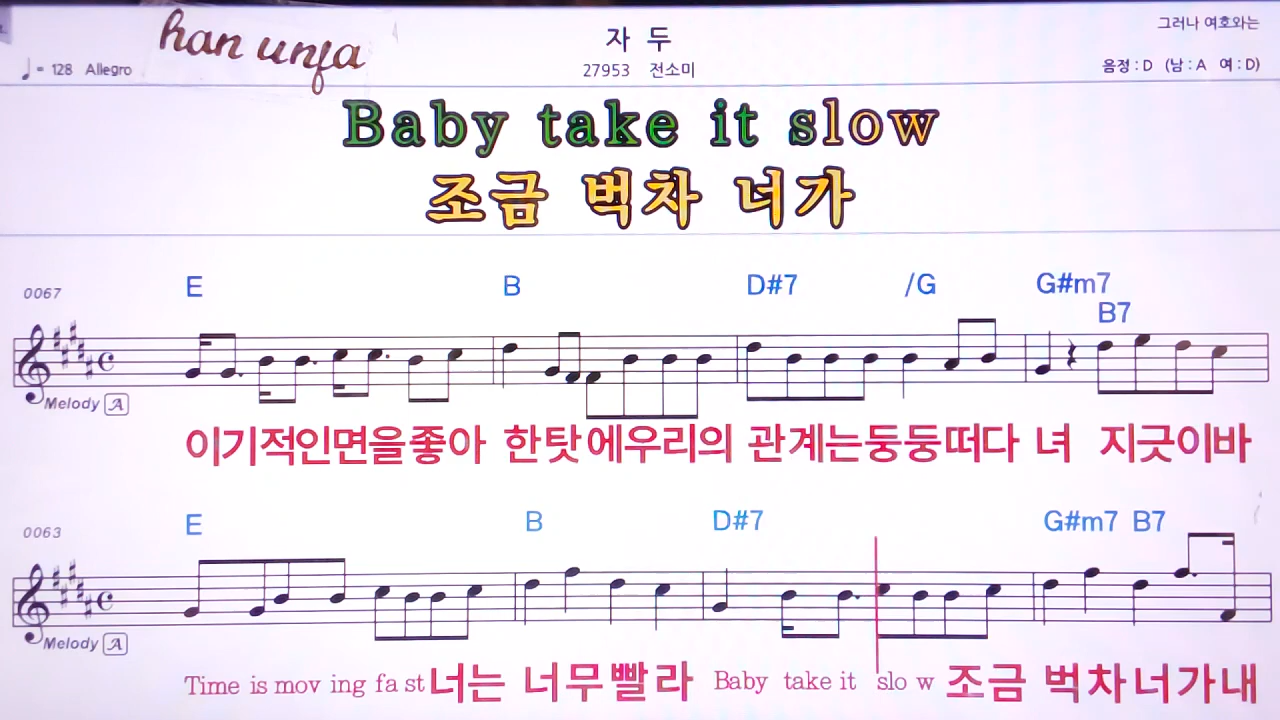 han unfa
자 두
그러나 여호와는
♩= 128 Allegro
27953 전소미
음정 : D (남 : A 여 : D)
Baby take it slow
조금 벅차 너가
0067
E B D#7 /G G#m7
B7
Melody A
이기적인면을좋아 한탓에우리의 관계는둥둥떠다 녀 지긋이바
0063
E B D#7 G#m7 B7
Melody A
Time is mov ing fa st너는 너무빨라 Baby take it slo w 조금 벅차너가내